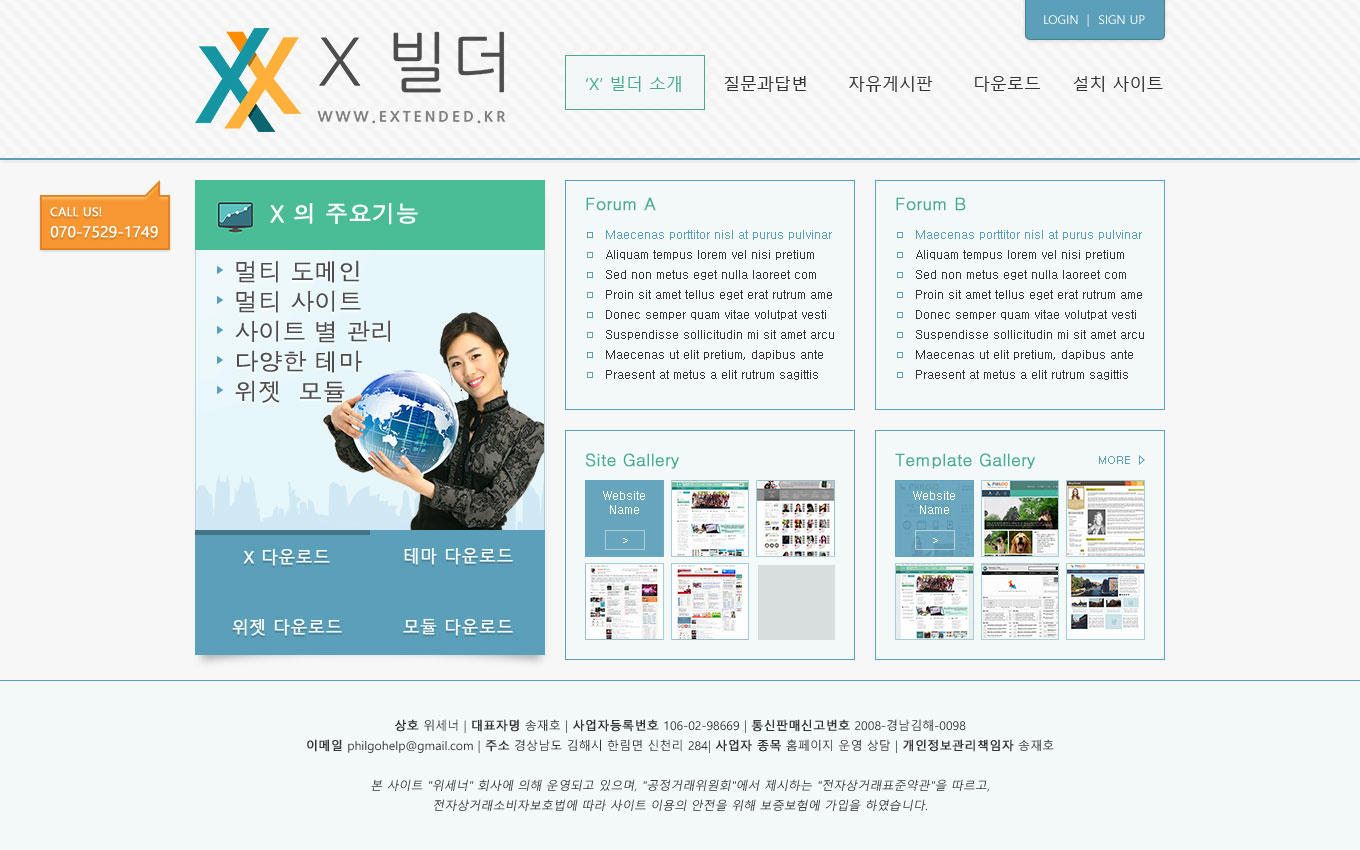 LOGIN | SIGN UP
X 빌더
WWW.EXTENDED.KR
‘X’ 빌더 소개
질문과답변
자유게시판
다운로드
설치 사이트
CALL US!
070-7529-1749
X 의 주요기능
멀티 도메인
멀티 사이트
사이트 별 관리
다양한 테마
위젯 모듈
X 다운로드
테마 다운로드
위젯 다운로드
모듈 다운로드
Forum A
Maecenas porttitor nisl at purus pulvinar
Aliquam tempus lorem vel nisi pretium
Sed non metus eget nulla laoreet com
Proin sit amet tellus eget erat rutrum ame
Donec semper quam vitae volutpat vesti
Suspendisse sollicitudin mi sit amet arcu
Maecenas ut elit pretium, dapibus ante
Praesent at metus a elit rutrum sagittis
Forum B
Maecenas porttitor nisl at purus pulvinar
Aliquam tempus lorem vel nisi pretium
Sed non metus eget nulla laoreet com
Proin sit amet tellus eget erat rutrum ame
Donec semper quam vitae volutpat vesti
Suspendisse sollicitudin mi sit amet arcu
Maecenas ut elit pretium, dapibus ante
Praesent at metus a elit rutrum sagittis
Site Gallery
Website
Name
>
Template Gallery
MORE
Website
Name
>
상호 위세너 | 대표자명 송재호 | 사업자등록번호 106-02-98669 | 통신판매신고번호 2008-경남김해-0098
이메일 philgohelp@gmail.com | 주소 경상남도 김해시 한림면 신천리 284| 사업자 종목 홈페이지 운영 상담 | 개인정보관리책임자 송재호
본 사이트 "위세너" 회사에 의해 운영되고 있으며, "공정거래위원회"에서 제시하는 "전자상거래표준약관"을 따르고,
전자상거래소비자보호법에 따라 사이트 이용의 안전을 위해 보증보험에 가입을 하였습니다.